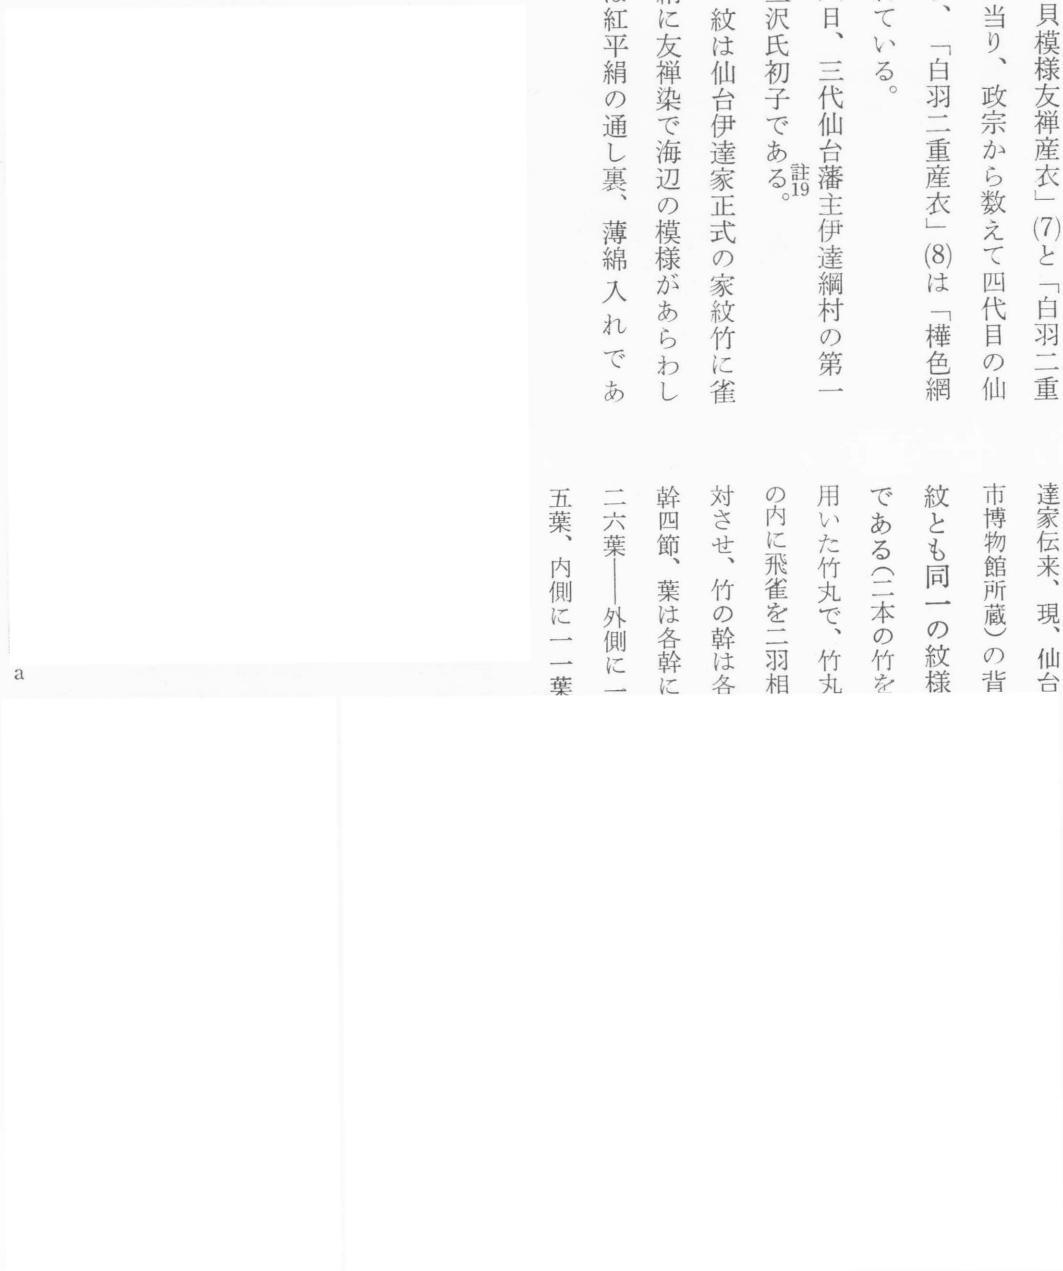 貝模様友禅産衣」(7)と「白羽二重
当り、政宗から数えて四代目の仙
、「白羽二重産衣」(8)は「樺色網
れている。
日、三代仙台藩主伊達綱村の第一
沢氏初子である。註19
紋は仙台伊達家正式の家紋竹に雀
に友禅染で海辺の模様があらわし
は紅平絹の通し裏、薄綿入れであ
達家伝来、現、仙台
市博物館所蔵)の背
紋とも同一の紋様
である(二本の竹を
用いた竹丸で、竹丸
の内に飛雀を二羽相
対させ、竹の幹は各
幹四節、葉は各幹に
二六葉──外側に一
五葉、内側に一一葉
a